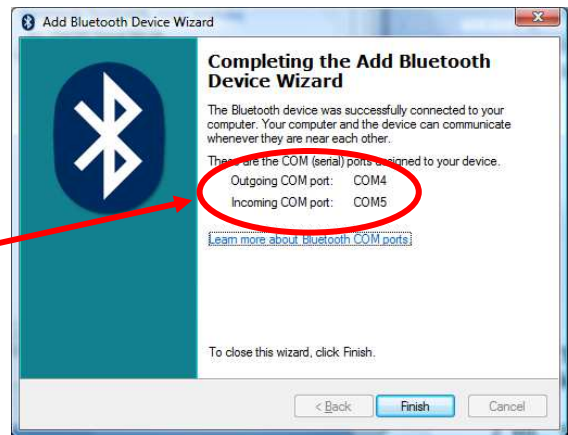 Add Bluetooth Device Wizard
Completing the Add Bluetooth
Device Wizard
The Bluetooth device was successfully connected to your
computer. Your computer and the device can communicate
whenever they are near each other.
These are the COM (serial) ports assigned to your device.
Outgoing COM port: COM4
Incoming COM port: COM5
Learn more about Bluetooth COM ports.
To close this wizard, click Finish.
< Back Finish Cancel